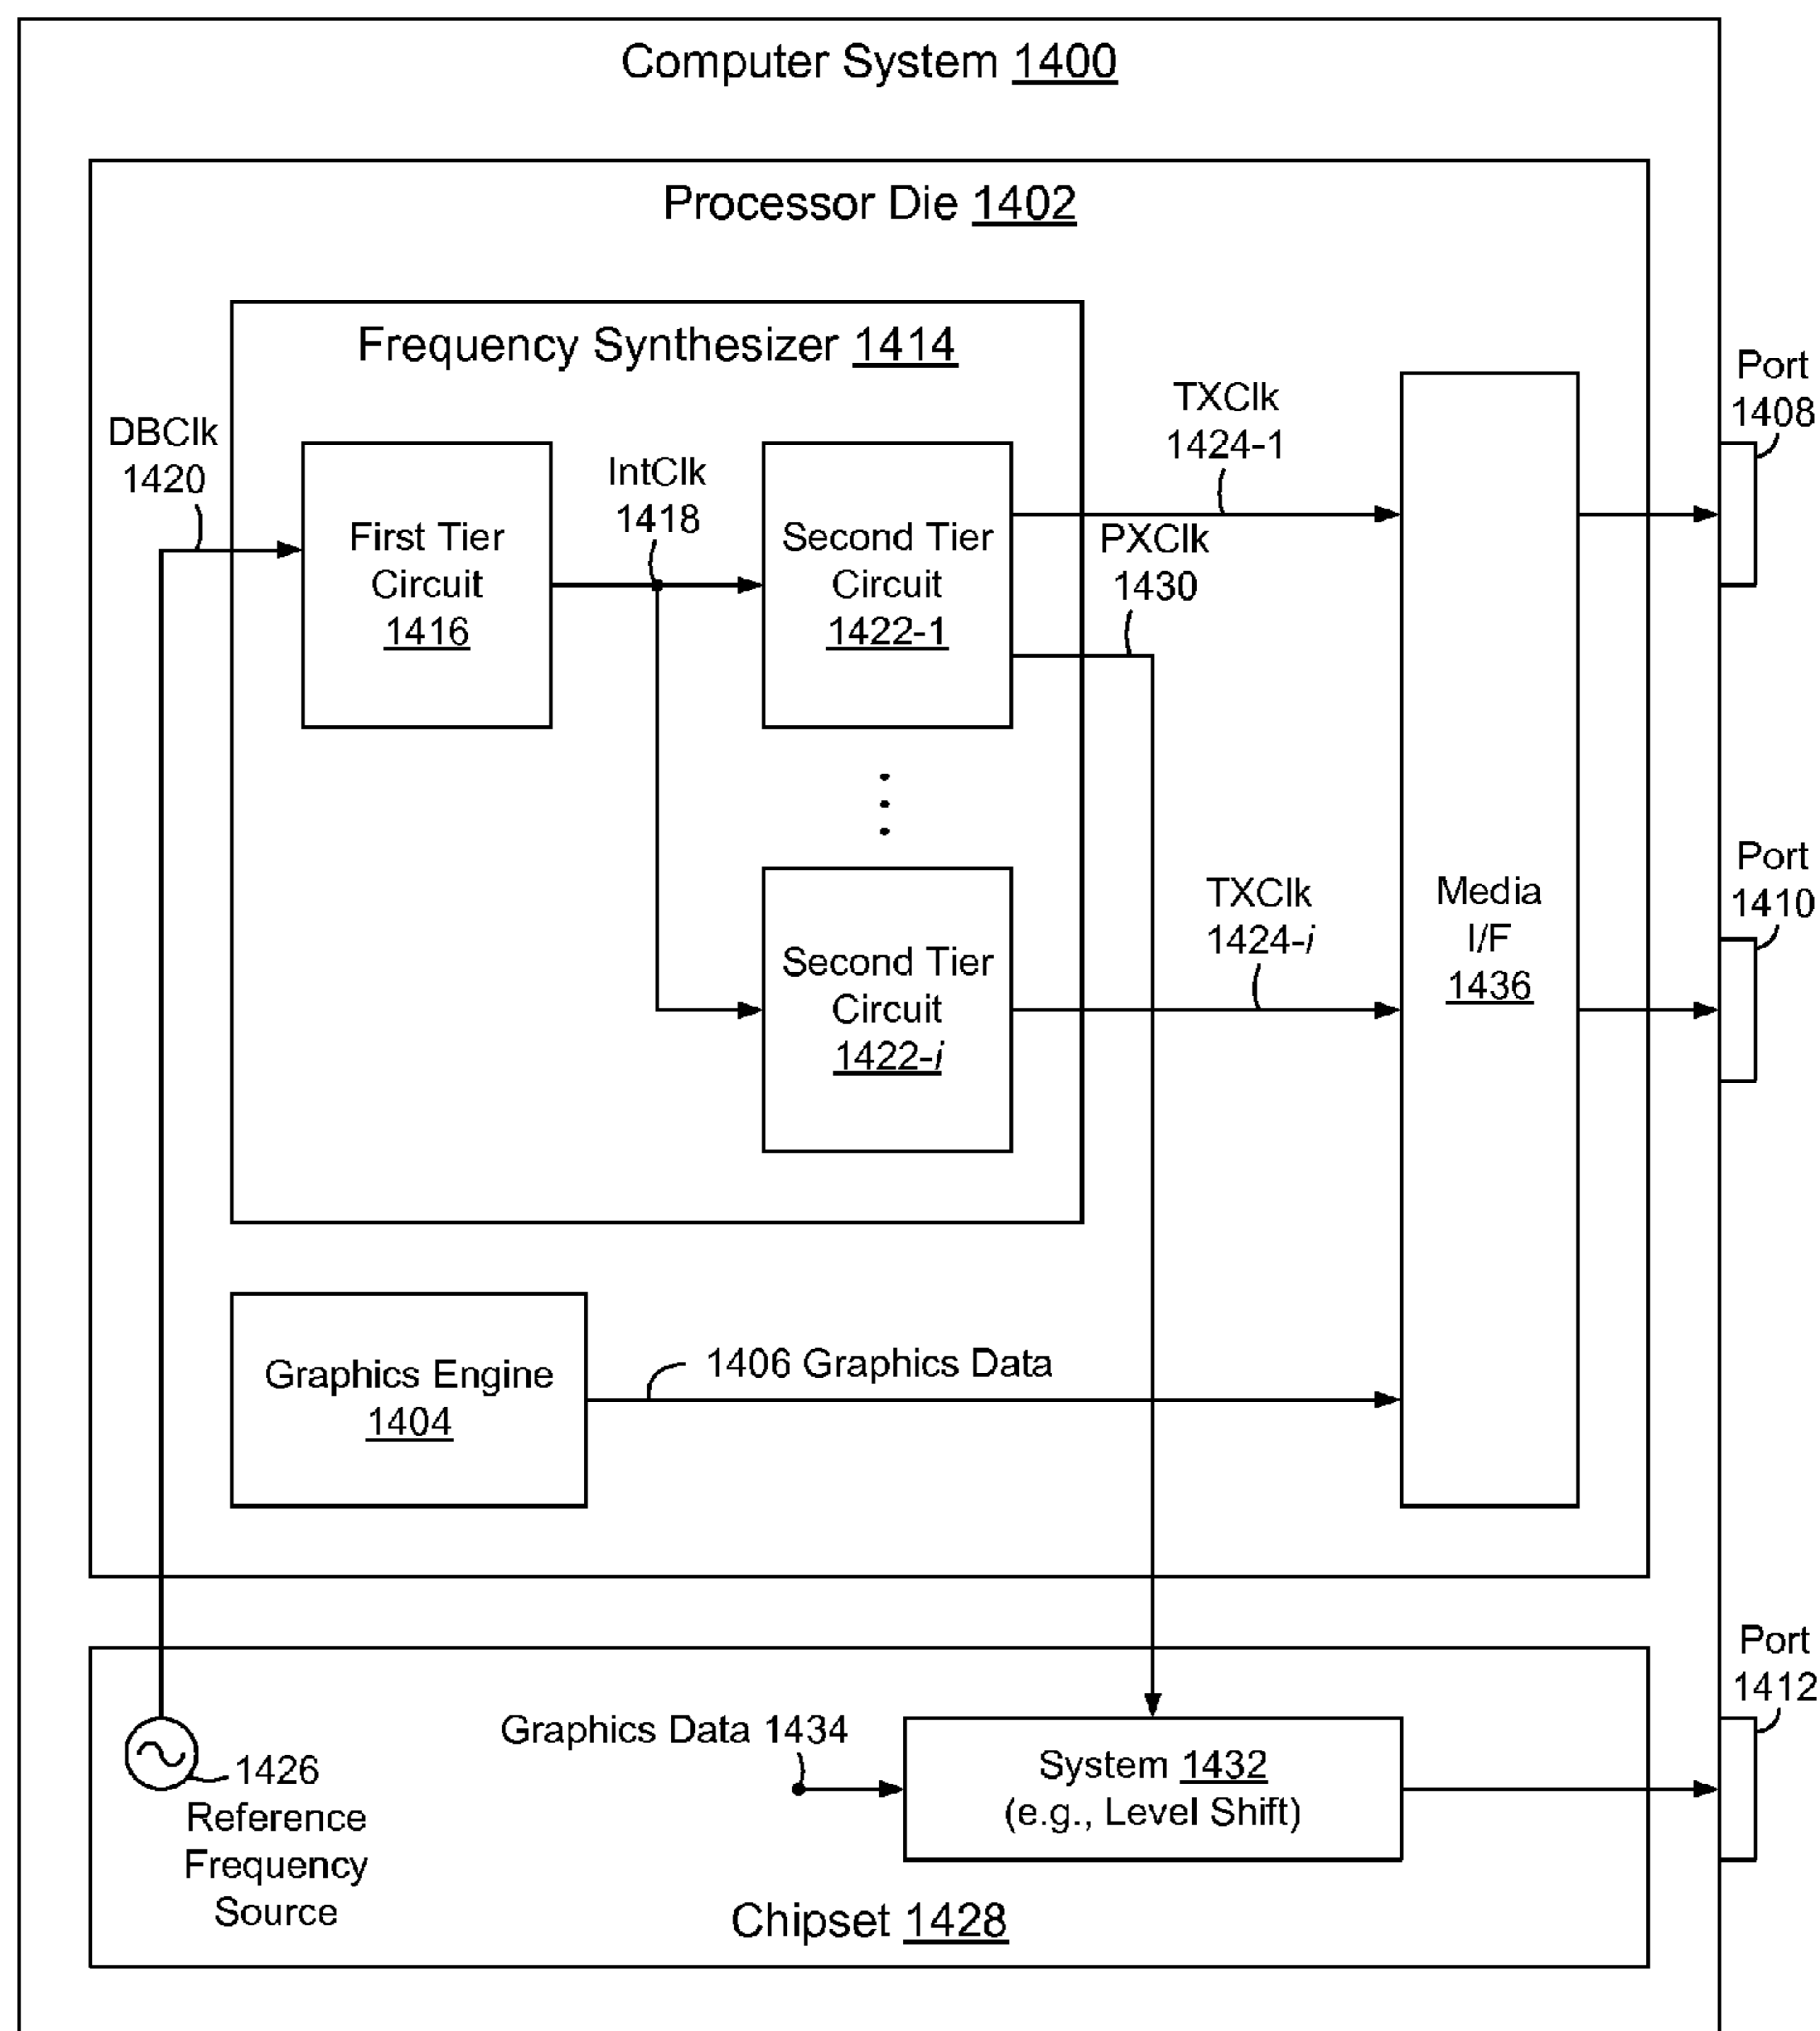 Computer System 1400
Processor Die 1402
Frequency Synthesizer 1414
DBClk
1420
First Tier
Circuit
1416
IntClk
1418
Second Tier
Circuit
1422-1
TXClk
1424-1
PXClk
1430
Port
1408
Second Tier
Circuit
1422-i
TXClk
1424-i
Media
I/F
1436
Port
1410
Graphics Engine
1404
1406 Graphics Data
1426
Reference
Frequency
Source
Graphics Data 1434
System 1432
(e.g., Level Shift)
Port
1412
Chipset 1428